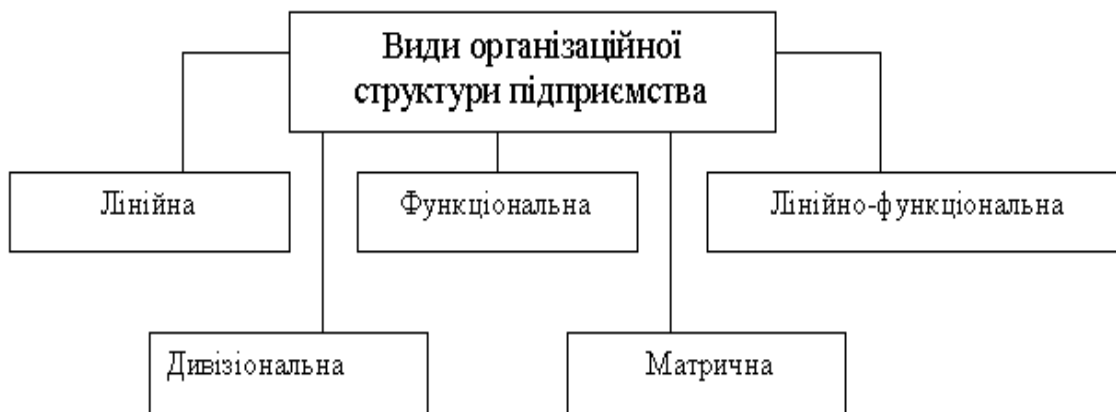 Види організаційної
структури підприємства
Лінійна
Функціональна
Лінійно-функціональна
Дивізіональна
Матрична